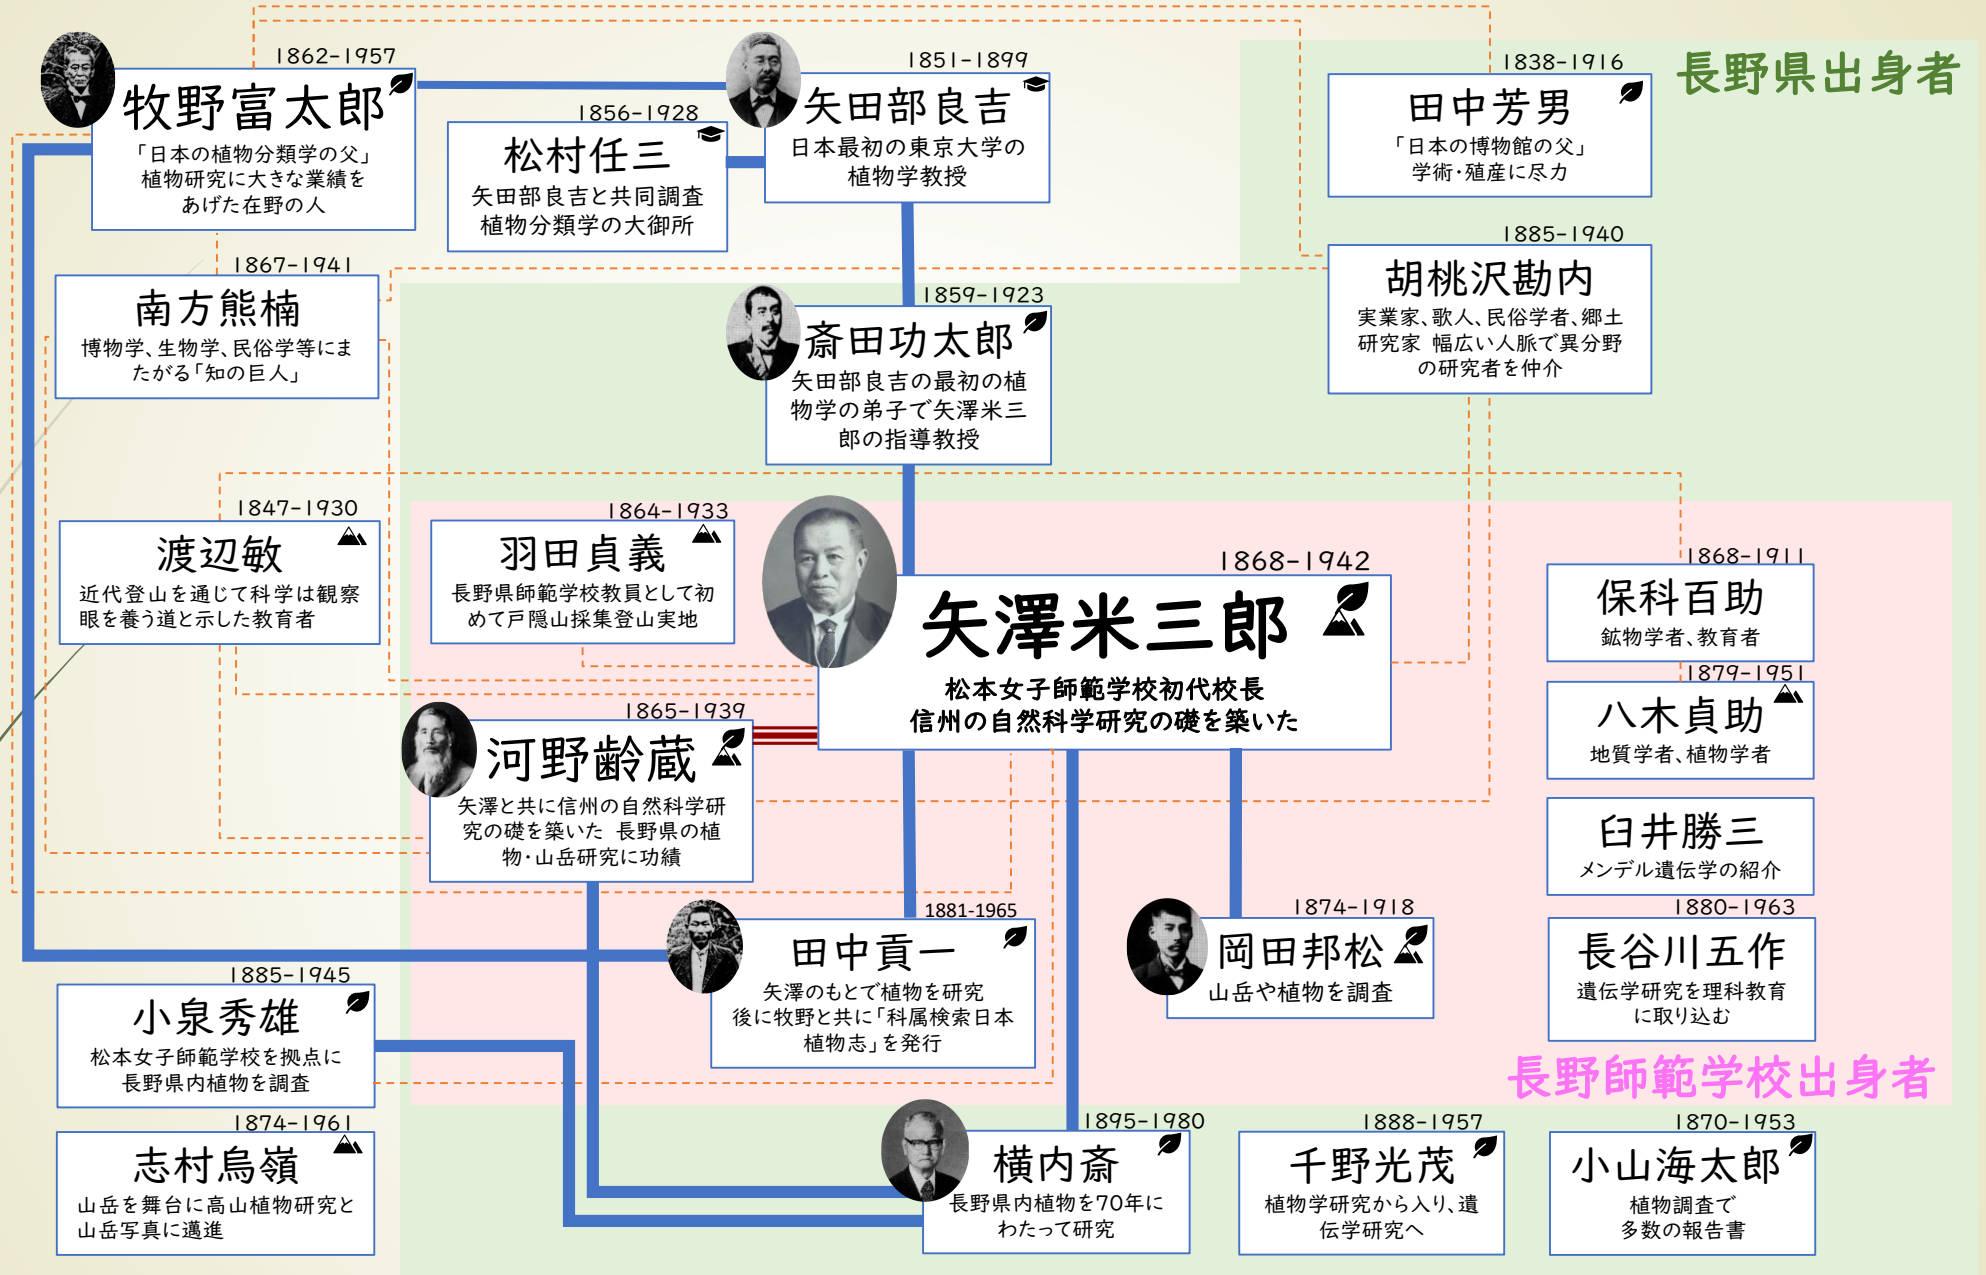 長野県出身者
1862-1957
牧野富太郎
「日本の植物分類学の父」
植物研究に大きな業績を
あげた在野の人
1851-1899
矢田部良吉
日本最初の東京大学の
植物学教授
1856-1928
松村任三
矢田部良吉と共同調査
植物分類学の大御所
1838-1916
田中芳男
「日本の博物館の父」
学術・殖産に尽力
1867-1941
南方熊楠
博物学、生物学、民俗学等にま
たがる「知の巨人」
1859-1923
斎田功太郎
矢田部良吉の最初の植
物学の弟子で矢澤米三
郎の指導教授
1885-1940
胡桃沢勘内
実業家、歌人、民俗学者、郷土
研究家 幅広い人脈で異分野
の研究者を仲介
1847-1930
渡辺敏
近代登山を通じて科学は観察
眼を養う道と示した教育者
1864-1933
羽田貞義
長野県師範学校教員として初
めて戸隠山採集登山実地
1868-1942
矢澤米三郎
松本女子師範学校初代校長
信州の自然科学研究の礎を築いた
1868-1911
保科百助
鉱物学者、教育者
1879-1951
八木貞助
地質学者、植物学者
1865-1939
河野齢蔵
矢澤と共に信州の自然科学研
究の礎を築いた 長野県の植
物・山岳研究に功績
臼井勝三
メンデル遺伝学の紹介
1881-1965
田中貢一
矢澤のもとで植物を研究
後に牧野と共に「科属検索日本
植物志」を発行
1874-1918
岡田邦松
山岳や植物を調査
1880-1963
長谷川五作
遺伝学研究を理科教育
に取り込む
1885-1945
小泉秀雄
松本女子師範学校を拠点に
長野県内植物を調査
長野師範学校出身者
1874-1961
志村烏嶺
山岳を舞台に高山植物研究と
山岳写真に邁進
1895-1980
横内斎
長野県内植物を70年に
わたって研究
1888-1957
千野光茂
植物学研究から入り、遺
伝学研究へ
1870-1953
小山海太郎
植物調査で
多数の報告書